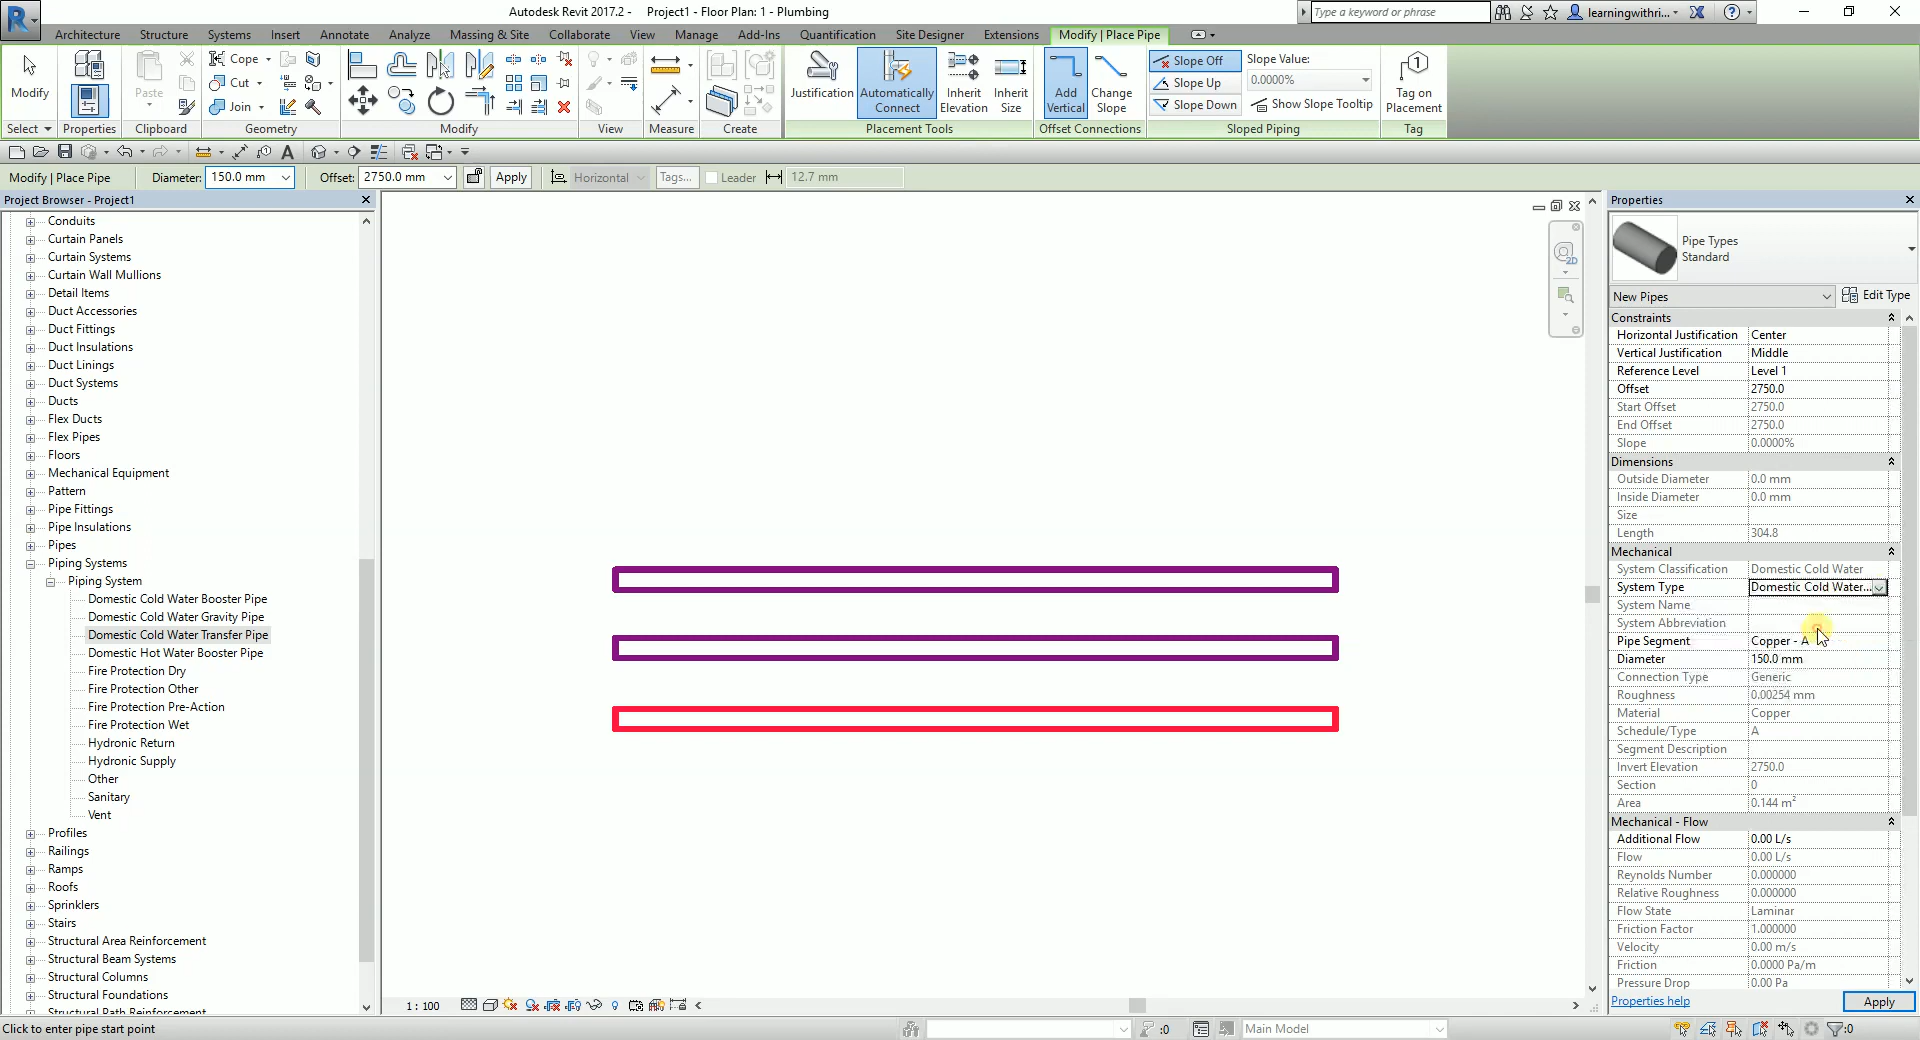 Autodesk Revit 2017.2 - Project1 - Floor Plan: 1 - Plumbing
Type a keyword or phrase
learningwithri...
Architecture Structure Systems Insert Annotate Analyze Massing & Site Collaborate View Manage Add-Ins Quantification Site Designer Extensions Modify | Place Pipe
Modify
Select
Properties
Paste
Clipboard
Cope
Cut
Join
Geometry
Modify
View
Measure
Create
Justification
Automatically
Connect
Inherit
Elevation
Inherit
Size
Placement Tools
Add
Vertical
Change
Slope
Offset Connections
Slope Off
Slope Up
Slope Down
Slope Value:
0.0000%
Show Slope Tooltip
Sloped Piping
Tag on
Placement
Tag
Modify | Place Pipe Diameter: 150.0 mm Offset: 2750.0 mm Apply Horizontal Tags... Leader 12.7 mm
Project Browser - Project1
Conduits
Curtain Panels
Curtain Systems
Curtain Wall Mullions
Detail Items
Duct Accessories
Duct Fittings
Duct Insulations
Duct Linings
Duct Systems
Ducts
Flex Ducts
Flex Pipes
Floors
Mechanical Equipment
Pattern
Pipe Fittings
Pipe Insulations
Pipes
Piping Systems
Piping System
Domestic Cold Water Booster Pipe
Domestic Cold Water Gravity Pipe
Domestic Cold Water Transfer Pipe
Domestic Hot Water Booster Pipe
Fire Protection Dry
Fire Protection Other
Fire Protection Pre-Action
Fire Protection Wet
Hydronic Return
Hydronic Supply
Other
Sanitary
Vent
Profiles
Railings
Ramps
Roofs
Sprinklers
Stairs
Structural Area Reinforcement
Structural Beam Systems
Structural Columns
Structural Foundations
Structural Path Reinforcement
2D
1 : 100
Properties
Pipe Types
Standard
New Pipes Edit Type
Constraints
Horizontal Justification Center
Vertical Justification Middle
Reference Level Level 1
Offset 2750.0
Start Offset 2750.0
End Offset 2750.0
Slope 0.0000%
Dimensions
Outside Diameter 0.0 mm
Inside Diameter 0.0 mm
Size
Length 304.8
Mechanical
System Classification Domestic Cold Water
System Type Domestic Cold Water...
System Name
System Abbreviation
Pipe Segment Copper - A
Diameter 150.0 mm
Connection Type Generic
Roughness 0.00254 mm
Material Copper
Schedule/Type A
Segment Description
Invert Elevation 2750.0
Section 0
Area 0.144 m²
Mechanical - Flow
Additional Flow 0.00 L/s
Flow 0.00 L/s
Reynolds Number 0.000000
Relative Roughness 0.000000
Flow State Laminar
Friction Factor 1.000000
Velocity 0.00 m/s
Friction 0.0000 Pa/m
Pressure Drop 0.00 Pa
Properties help Apply
Click to enter pipe start point :0 Main Model :0